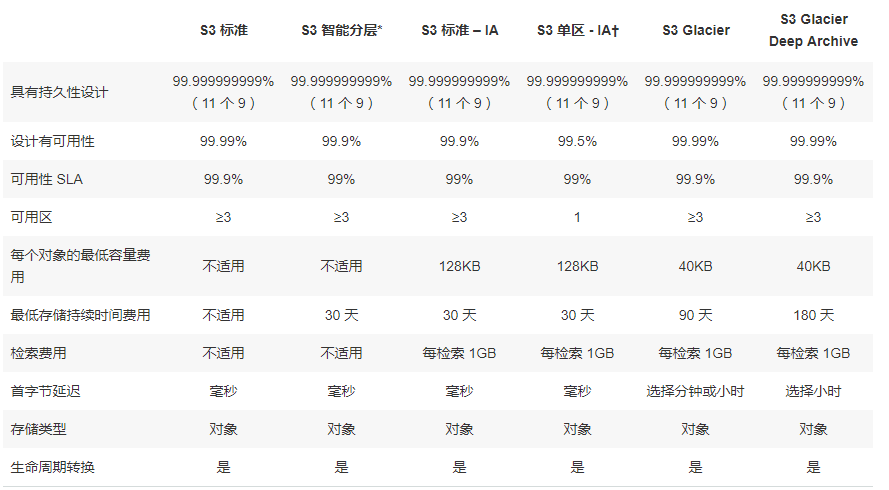 S3 标准 S3 智能分层* S3 标准 – IA S3 单区 - IA† S3 Glacier S3 Glacier
Deep Archive
具有持久性设计 99.999999999% 99.999999999% 99.999999999% 99.999999999% 99.999999999% 99.999999999%
（11 个 9） （11 个 9） （11 个 9） （11 个 9） （11 个 9） （11 个 9）
设计有可用性 99.99% 99.9% 99.9% 99.5% 99.99% 99.99%
可用性 SLA 99.9% 99% 99% 99% 99.9% 99.9%
可用区 ≥3 ≥3 ≥3 1 ≥3 ≥3
每个对象的最低容量费
用 不适用 不适用 128KB 128KB 40KB 40KB
最低存储持续时间费用 不适用 30 天 30 天 30 天 90 天 180 天
检索费用 不适用 不适用 每检索 1GB 每检索 1GB 每检索 1GB 每检索 1GB
首字节延迟 毫秒 毫秒 毫秒 毫秒 选择分钟或小时 选择小时
存储类型 对象 对象 对象 对象 对象 对象
生命周期转换 是 是 是 是 是 是